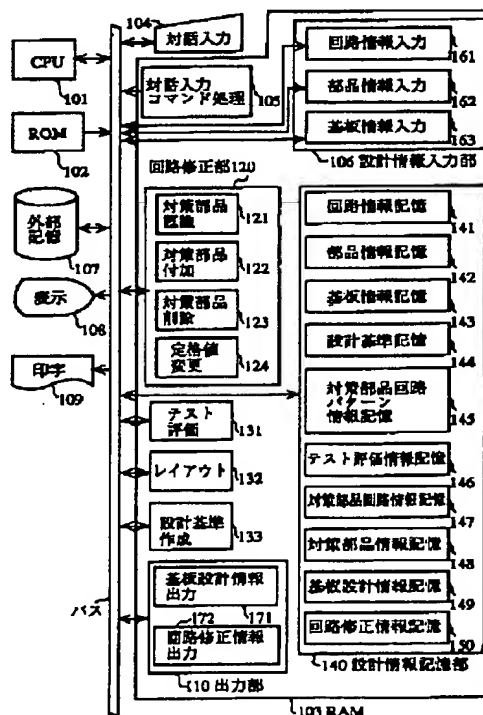 104
対話入力
CPU
101
対話入力
コマンド処理
105
ROM
102
回路情報入力
161
部品情報入力
162
基板情報入力
163
106 設計情報入力部
回路修正部120
対策部品
121
対策部品
付加
122
対策部品
削除
123
定格値
変更
124
外部
記憶
107
表示
108
印字
109
回路情報記憶
141
部品情報記憶
142
基板情報記憶
143
設計基準記憶
144
対策部品回路
パターン
情報記憶
145
テスト評価情報記憶
146
対策部品回路情報記憶
147
対策部品情報記憶
148
基板設計情報記憶
149
回路修正情報記憶
150
140 設計情報記憶部
テスト
評価
131
レイアウト
132
設計基準
作成
133
バス
基板設計情報
出力
171
172
回路修正情報
出力
110 出力部
103 RAM